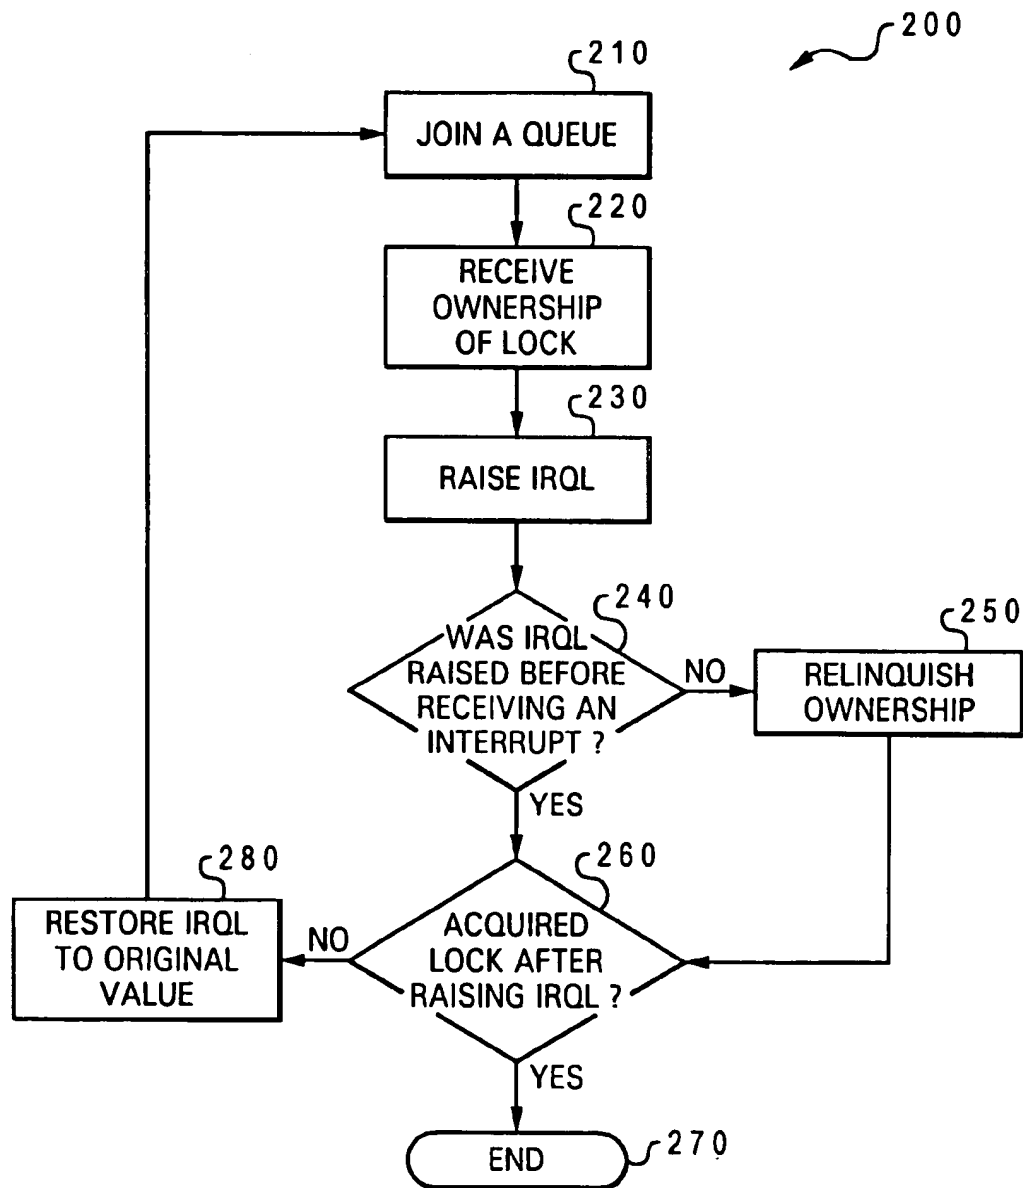 200
210
JOIN A QUEUE
220
RECEIVE
OWNERSHIP
OF LOCK
230
RAISE IRQL
240
WAS IRQL
RAISED BEFORE
RECEIVING AN
INTERRUPT ?
NO
250
RELINQUISH
OWNERSHIP
YES
260
ACQUIRED
LOCK AFTER
RAISING IRQL ?
NO
280
RESTORE IRQL
TO ORIGINAL
VALUE
YES
END
270